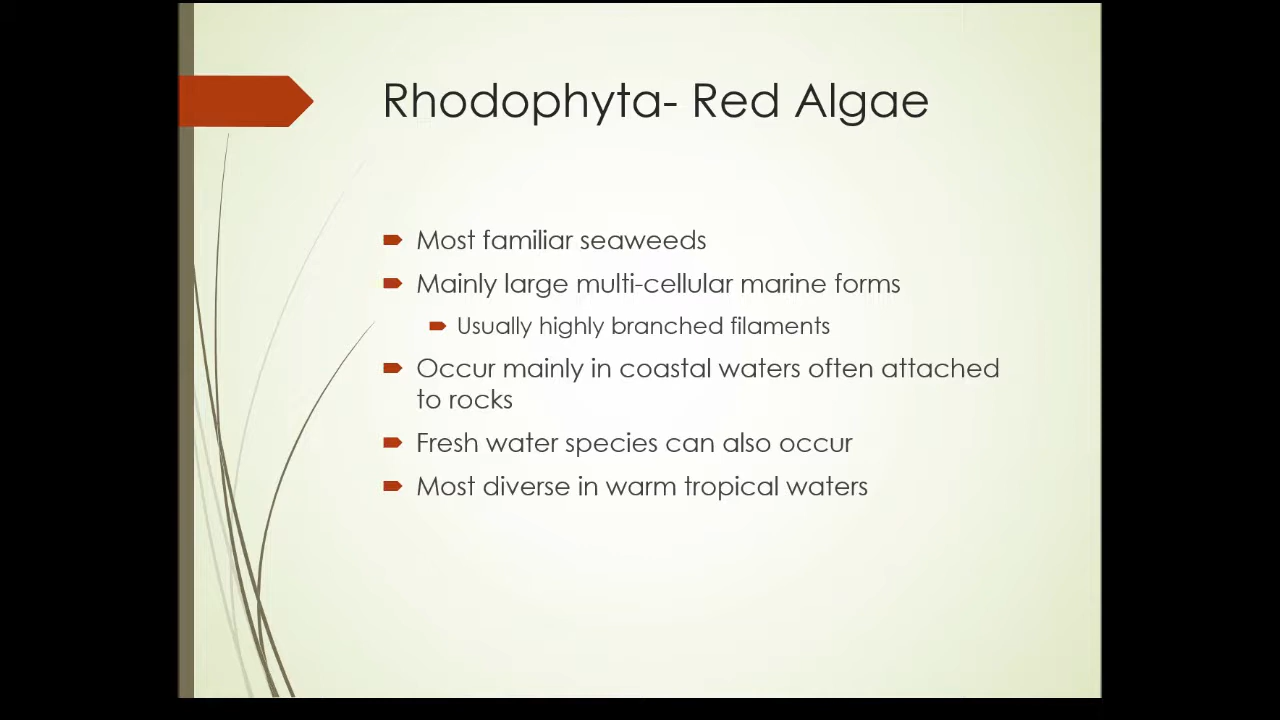 Rhodophyta- Red Algae
Most familiar seaweeds
Mainly large multi-cellular marine forms
Usually highly branched filaments
Occur mainly in coastal waters often attached
to rocks
Fresh water species can also occur
Most diverse in warm tropical waters